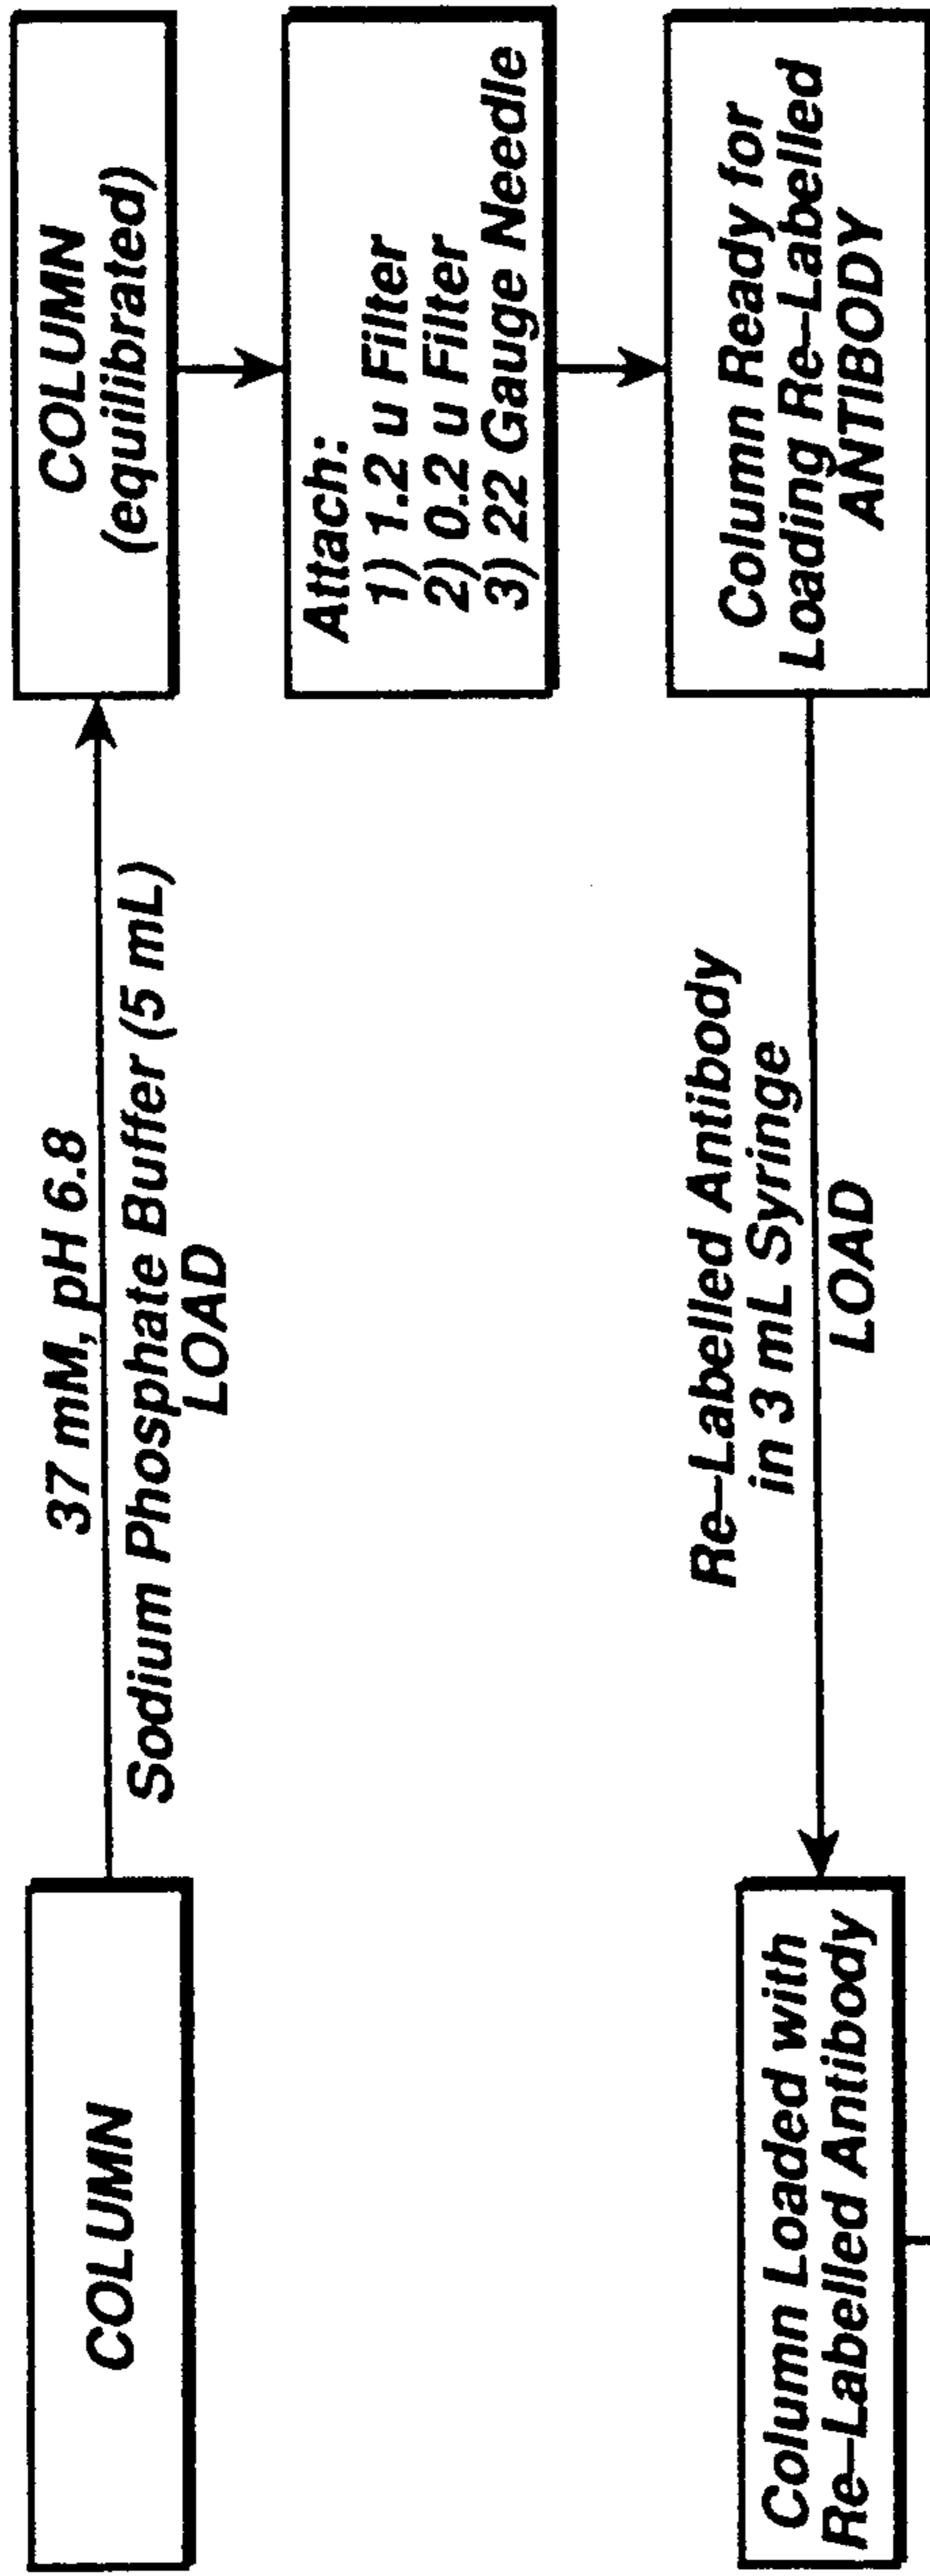 COLUMN
37 mM, pH 6.8
Sodium Phosphate Buffer (5 mL)
LOAD
COLUMN
(equilibrated)
Attach:
1) 1.2 u Filter
2) 0.2 u Filter
3) 22 Gauge Needle
Column Ready for
Loading Re–Labelled
ANTIBODY
Re–Labelled Antibody
in 3 mL Syringe
LOAD
Column Loaded with
Re–Labelled Antibody